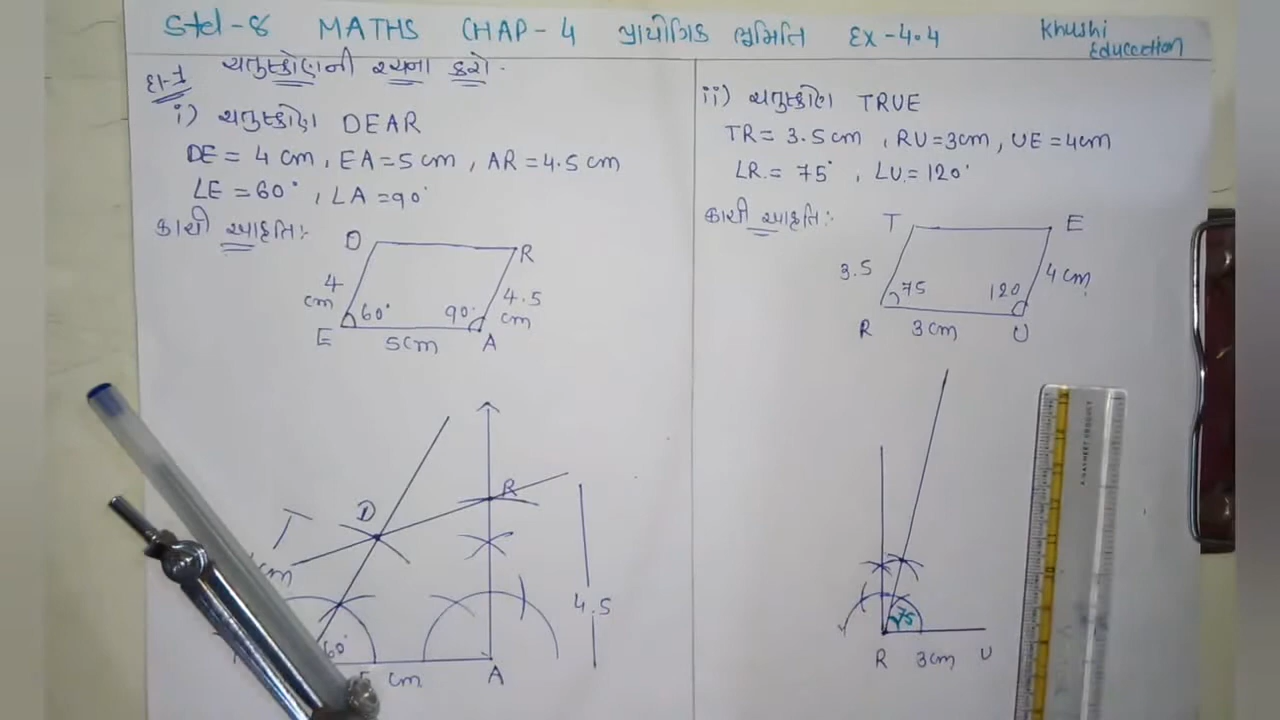 Std-8 MATHS CHAP-4 પ્રાયોગિક ભૂમિતિ Ex-4.4 Khushi Education
દા-1 ચતુષ્કોણની રચના કરો.
i) ચતુષ્કોણ DEAR
DE = 4 cm, EA = 5 cm, AR = 4.5 cm
∠E = 60°, ∠A = 90°
કાચી આકૃતિ:
D
R
4 cm
4.5 cm
60°
90°
E
5cm
A
D
R
cm
4.5
60°
cm
A
ii) ચતુષ્કોણ TRUE
TR = 3.5 cm, RU = 3cm, UE = 4cm
∠R. = 75°, ∠U. = 120°
કાચી આકૃતિ:
T
E
3.5
4 cm
75
120
R
3 cm
U
75
R
3cm
U